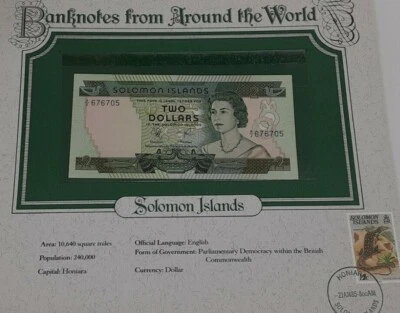 Banknotes from Around the World
SOLOMON ISLANDS
676705
TWO
DOLLARS
676705
Solomon Islands
Area: 10,640 square miles
Population: 240,000
Capital: Honiara
Official Language: English
Form of Government: Parliamentary Democracy within the British
Commonwealth
Currency: Dollar
SOLOMON
ISLANDS
HONIARA